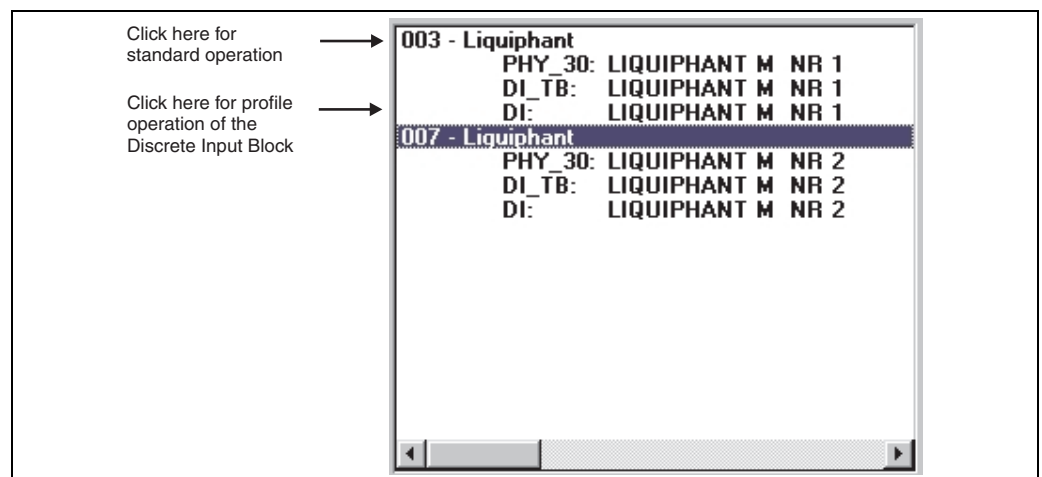 Click here for
standard operation
Click here for profile
operation of the
Discrete Input Block
003 - Liquiphant
PHY_30: LIQUIPHANT M NR 1
DI_TB: LIQUIPHANT M NR 1
DI: LIQUIPHANT M NR 1
007 - Liquiphant
PHY_30: LIQUIPHANT M NR 2
DI_TB: LIQUIPHANT M NR 2
DI: LIQUIPHANT M NR 2